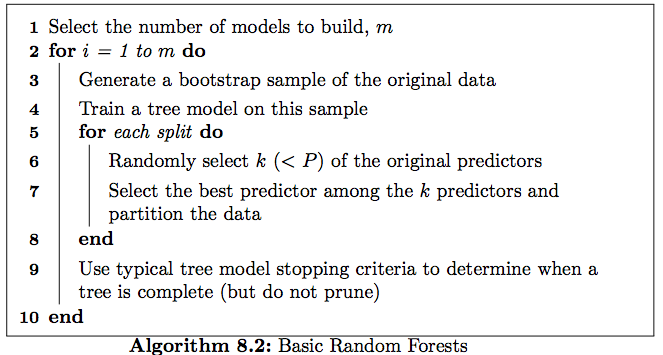 1 Select the number of models to build, m
2 for i = 1 to m do
3 Generate a bootstrap sample of the original data
4 Train a tree model on this sample
5 for each split do
6 Randomly select k (< P) of the original predictors
7 Select the best predictor among the k predictors and
partition the data
8 end
9 Use typical tree model stopping criteria to determine when a
tree is complete (but do not prune)
10 end
Algorithm 8.2: Basic Random Forests